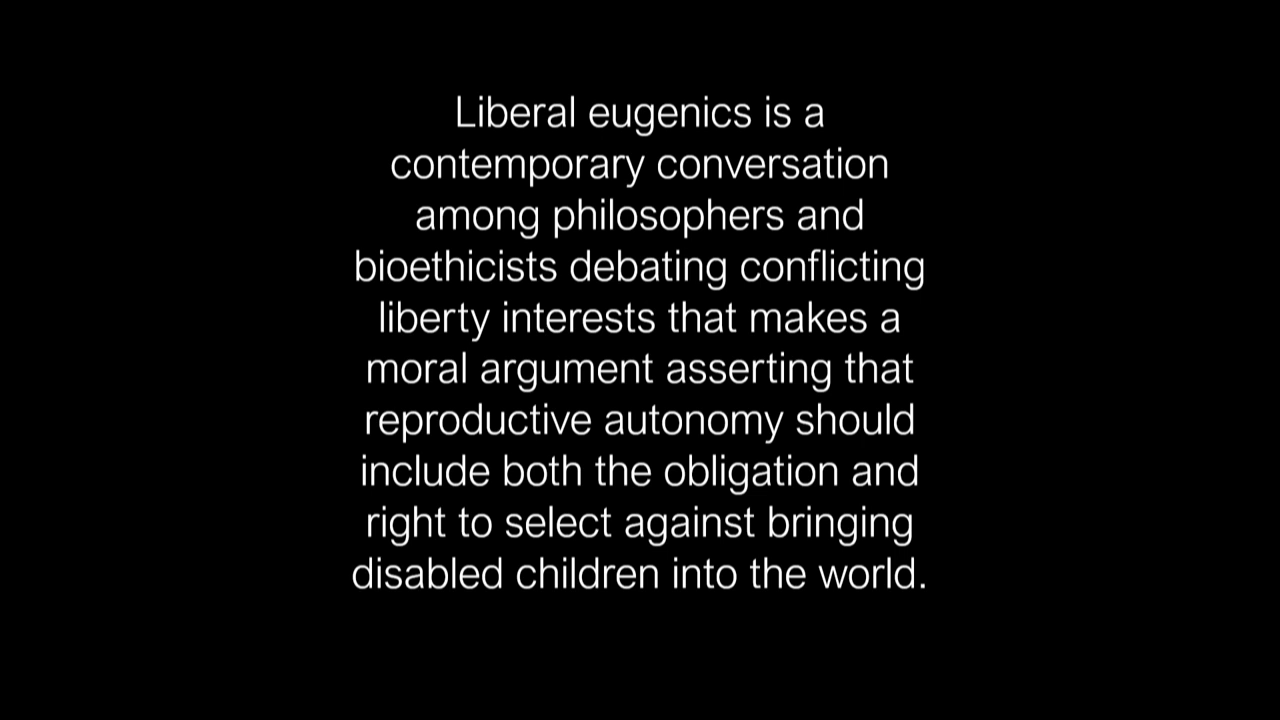 Liberal eugenics is a
contemporary conversation
among philosophers and
bioethicists debating conflicting
liberty interests that makes a
moral argument asserting that
reproductive autonomy should
include both the obligation and
right to select against bringing
disabled children into the world.